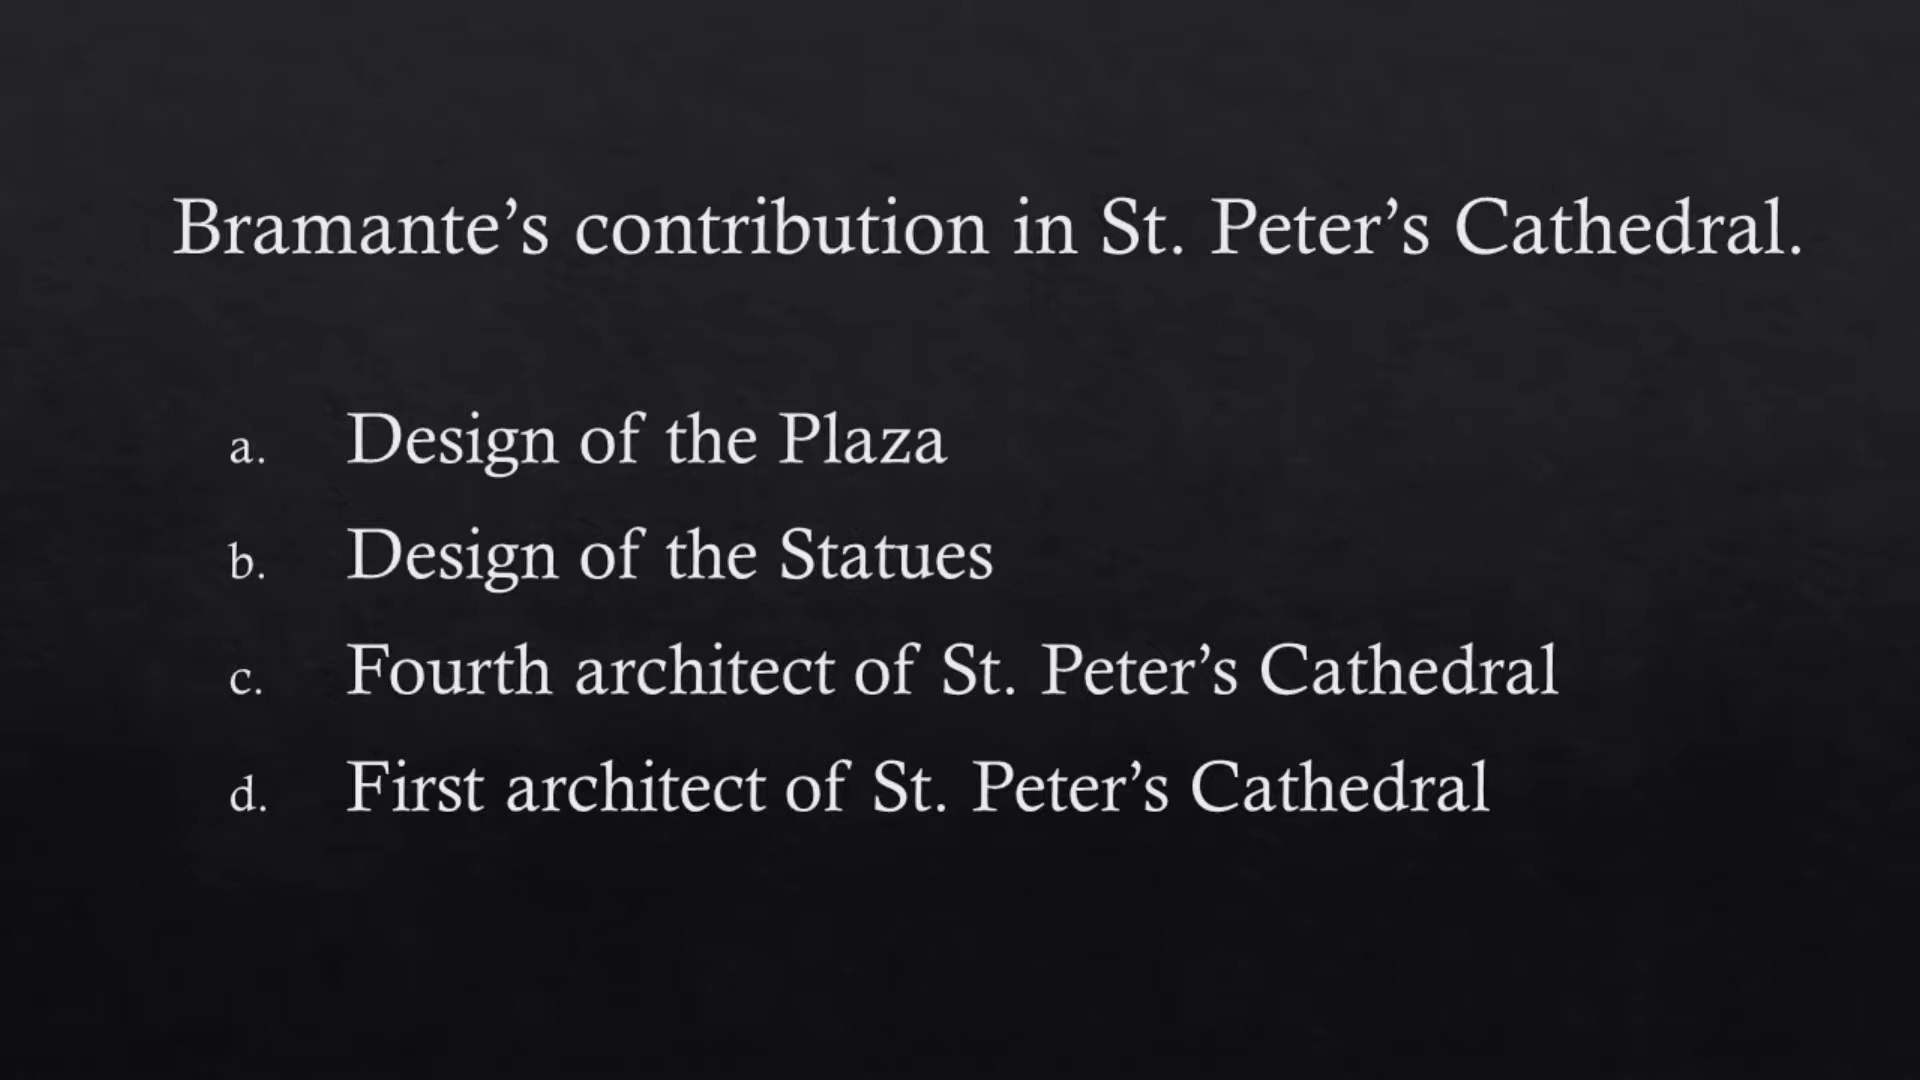 Bramante’s contribution in St. Peter’s Cathedral.
a. Design of the Plaza
b. Design of the Statues
c. Fourth architect of St. Peter’s Cathedral
d. First architect of St. Peter’s Cathedral